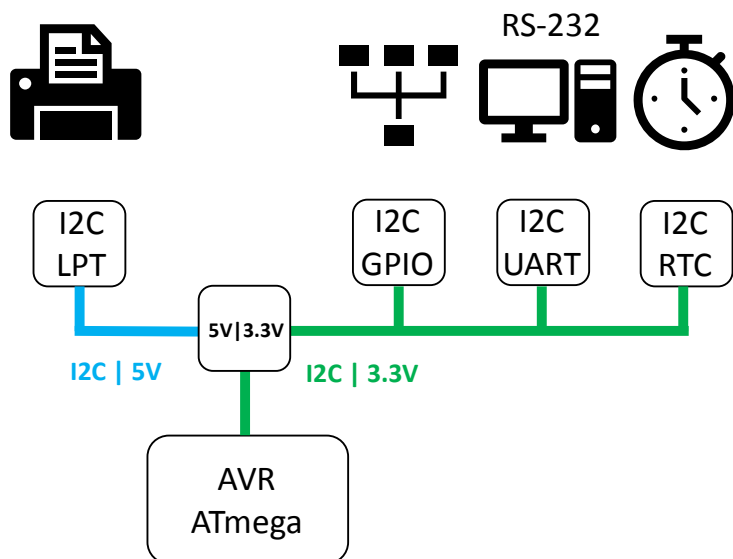 RS-232
I2C
LPT
I2C
GPIO
I2C
UART
I2C
RTC
5V|3.3V
I2C | 5V
I2C | 3.3V
AVR
ATmega